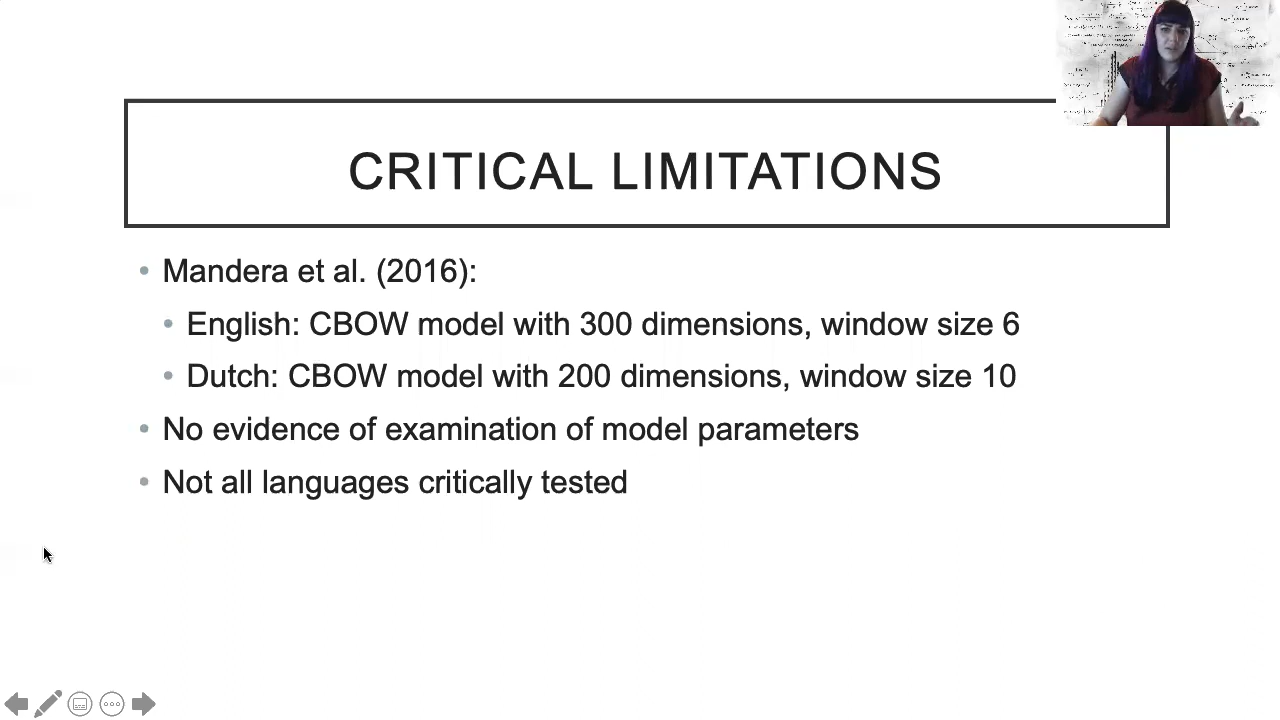 CRITICAL LIMITATIONS
Mandera et al. (2016):
English: CBOW model with 300 dimensions, window size 6
Dutch: CBOW model with 200 dimensions, window size 10
No evidence of examination of model parameters
Not all languages critically tested